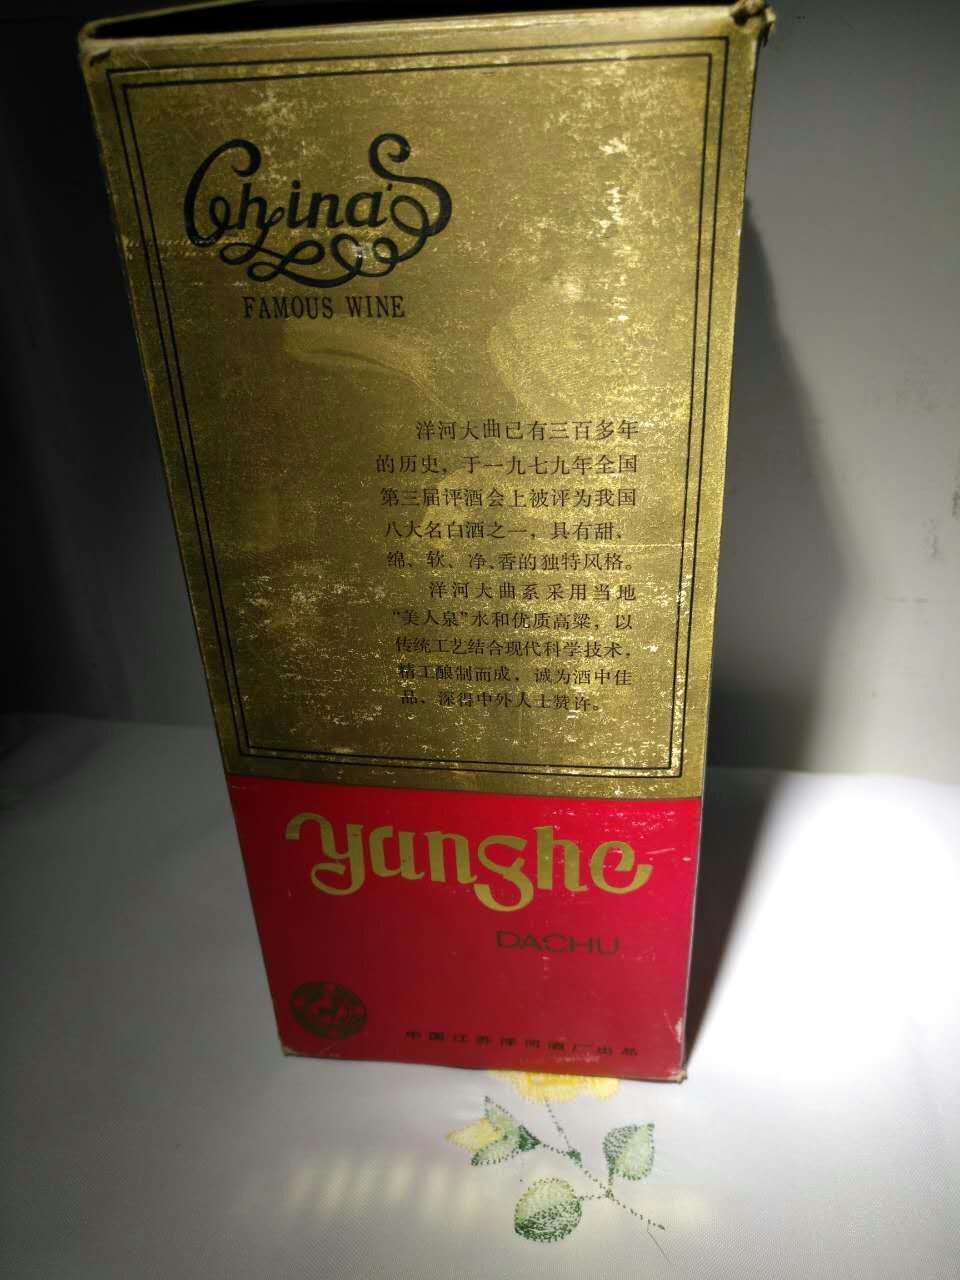 China's
FAMOUS WINE
洋河大曲已有三百多年
的历史，于一九七九年全国
第三届评酒会上被评为我国
八大名白酒之一，具有甜、
绵、软、净、香的独特风格。
洋河大曲系采用当地
“美人泉”水和优质高粱，以
传统工艺结合现代科学技术，
精工酿制而成，诚为酒中佳
品、深得中外人士赞许。
yanghe
DACHU
中国江苏洋河酒厂出品